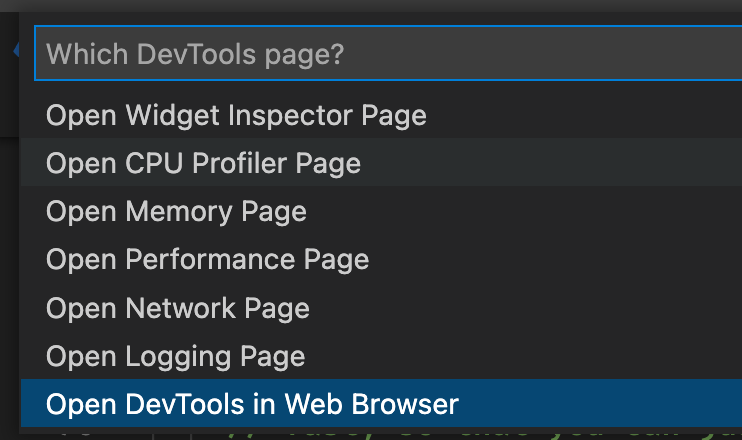 Which DevTools page?
Open Widget Inspector Page
Open CPU Profiler Page
Open Memory Page
Open Performance Page
Open Network Page
Open Logging Page
Open DevTools in Web Browser